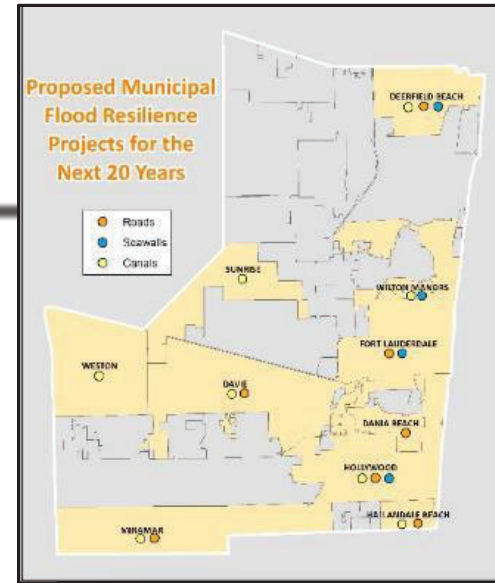 Proposed Municipal
Flood Resilience
Projects for the
Next 20 Years
Roads
Seawalls
Canals
DEERFIELD BEACH
SUNRISE
WILTON MANORS
FORT LAUDERDALE
WESTON
DAVIE
DANIA BEACH
HOLLYWOOD
HALLANDALE BEACH
MIRAMAR